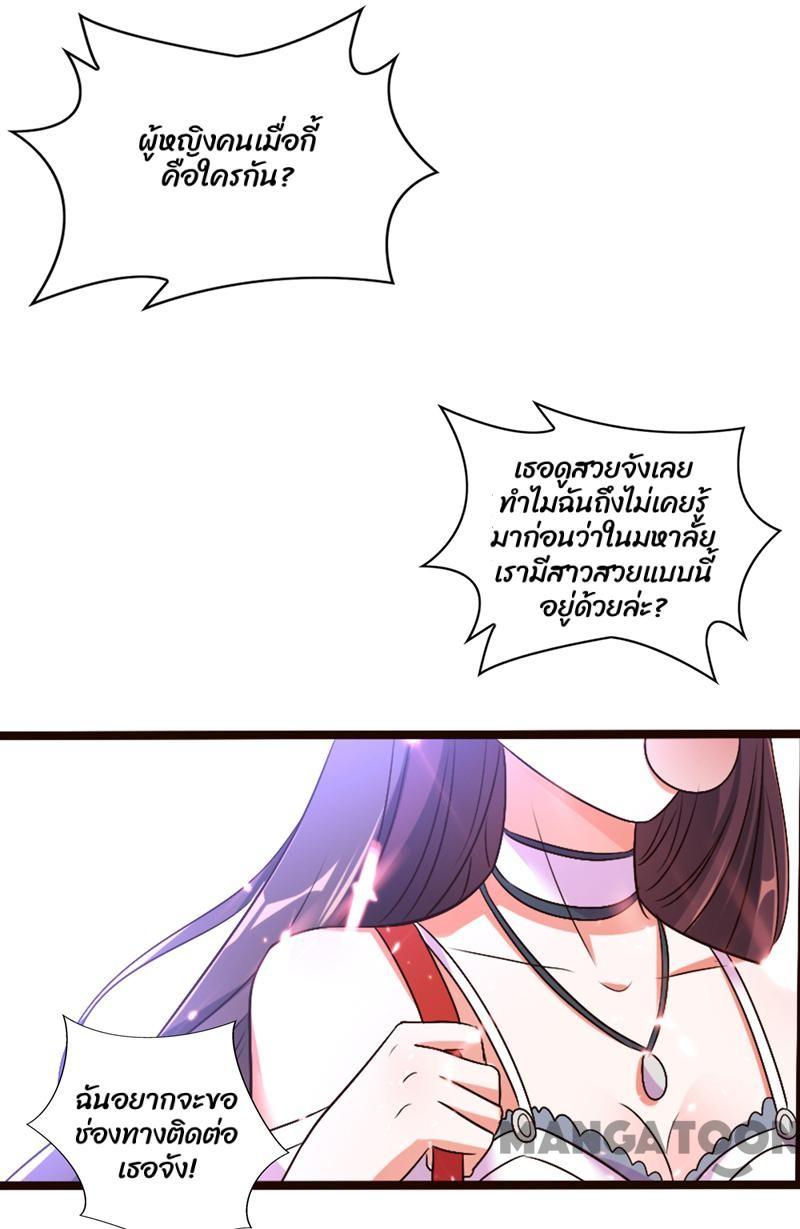 ผู้หญิงคนเมื่อกี้
คือใครกัน?
เธอดูสวยจังเลย
ทำไมฉันถึงไม่เคยรู้
มาก่อนว่าในมหาลัย
เรามีสาวสวยแบบนี้
อยู่ด้วยล่ะ?
ฉันอยากจะขอ
ช่องทางติดต่อ
เธอจัง!
MANGATOON